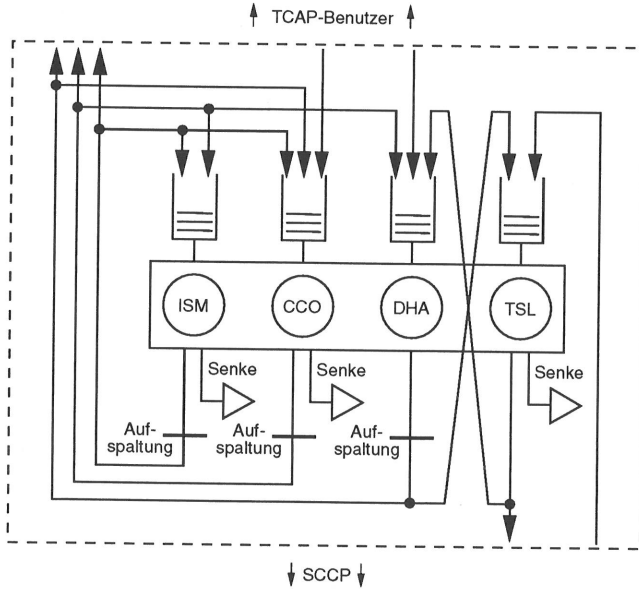 TCAP-Benutzer
ISM
CCO
DHA
TSL
Senke
Senke
Senke
Auf-
spaltung
Auf-
spaltung
Auf-
spaltung
SCCP